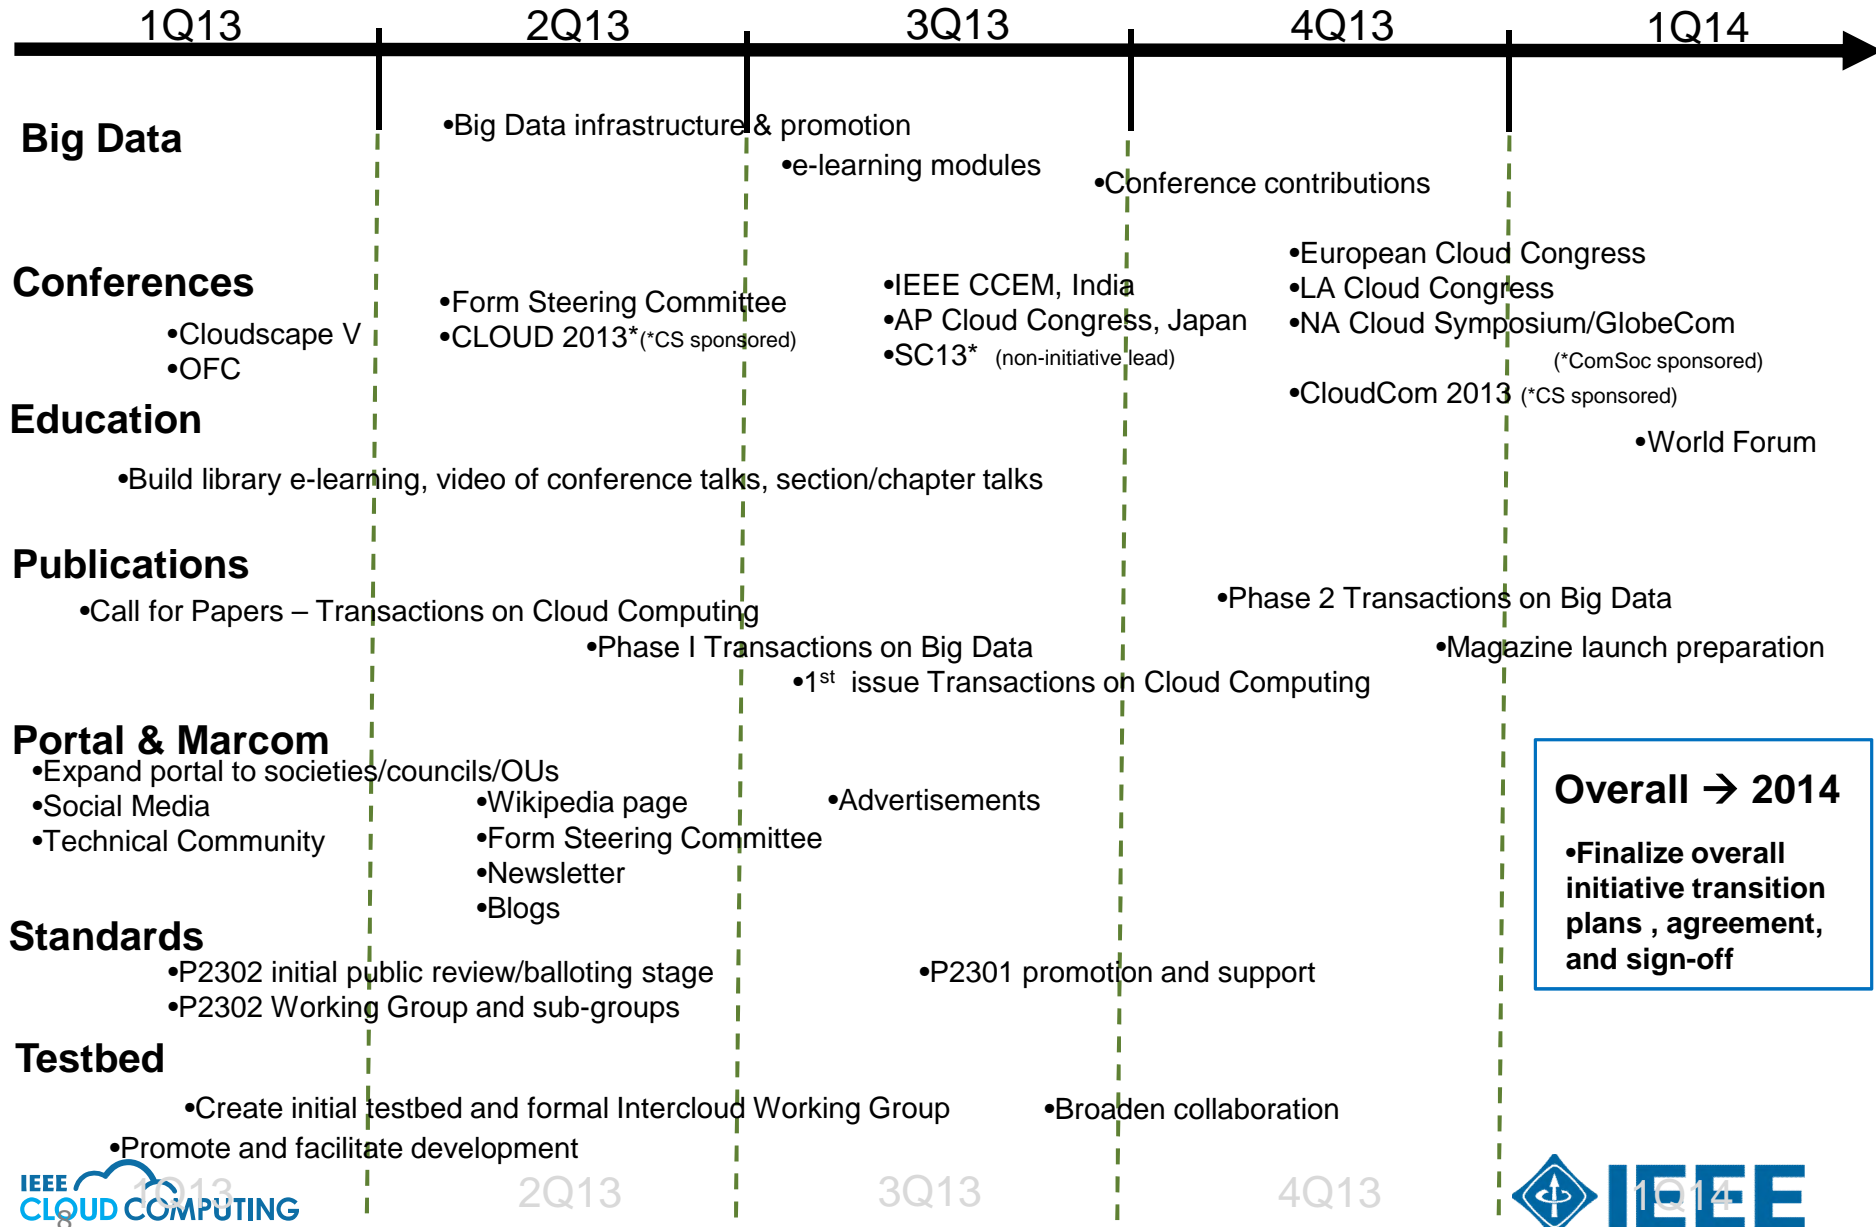 1Q13 2Q13 3Q13 4Q13 1Q14
Big Data
•Big Data infrastructure & promotion
•e-learning modules
•Conference contributions
Conferences
•Cloudscape V
•OFC
•Form Steering Committee
•CLOUD 2013*(*CS sponsored)
•IEEE CCEM, India
•AP Cloud Congress, Japan
•SC13* (non-initiative lead)
•European Cloud Congress
•LA Cloud Congress
•NA Cloud Symposium/GlobeCom
(*ComSoc sponsored)
•CloudCom 2013 (*CS sponsored)
•World Forum
Education
•Build library e-learning, video of conference talks, section/chapter talks
Publications
•Call for Papers – Transactions on Cloud Computing
•Phase I Transactions on Big Data
•1st issue Transactions on Cloud Computing
•Phase 2 Transactions on Big Data
•Magazine launch preparation
Portal & Marcom
•Expand portal to societies/councils/OUs
•Social Media
•Technical Community
•Wikipedia page
•Form Steering Committee
•Newsletter
•Blogs
•Advertisements
Overall → 2014
•Finalize overall
initiative transition
plans , agreement,
and sign-off
Standards
•P2302 initial public review/balloting stage
•P2302 Working Group and sub-groups
•P2301 promotion and support
Testbed
•Create initial testbed and formal Intercloud Working Group
•Broaden collaboration
•Promote and facilitate development
IEEE
CLOUD COMPUTING
8
1Q13 2Q13 3Q13 4Q13 1Q14
IEEE